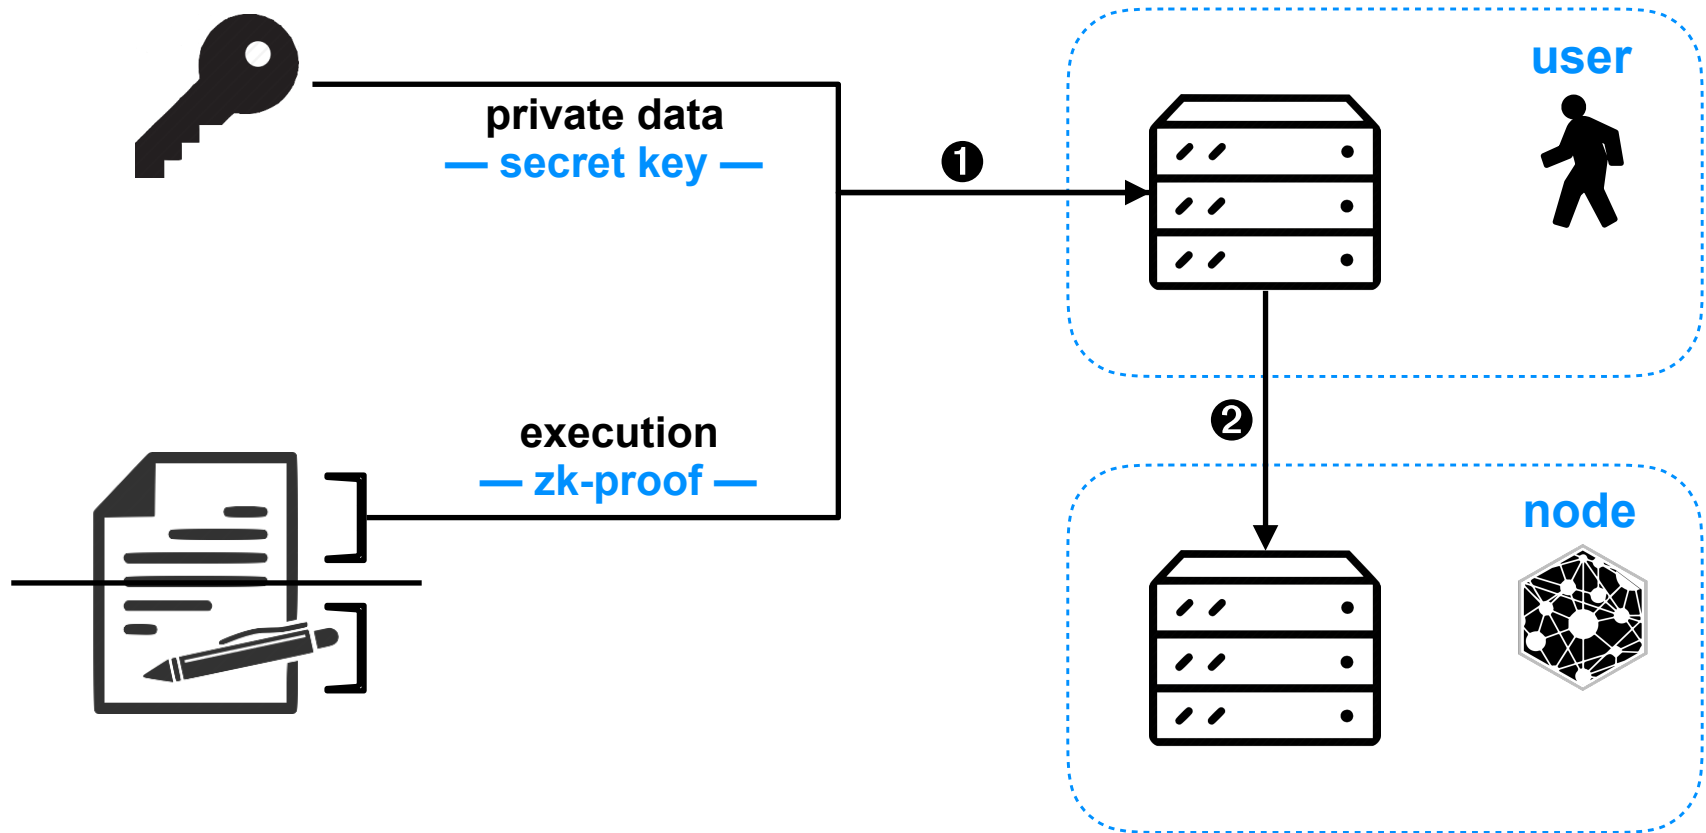 user
private data
— secret key —
❶
execution
— zk-proof —
❷
node